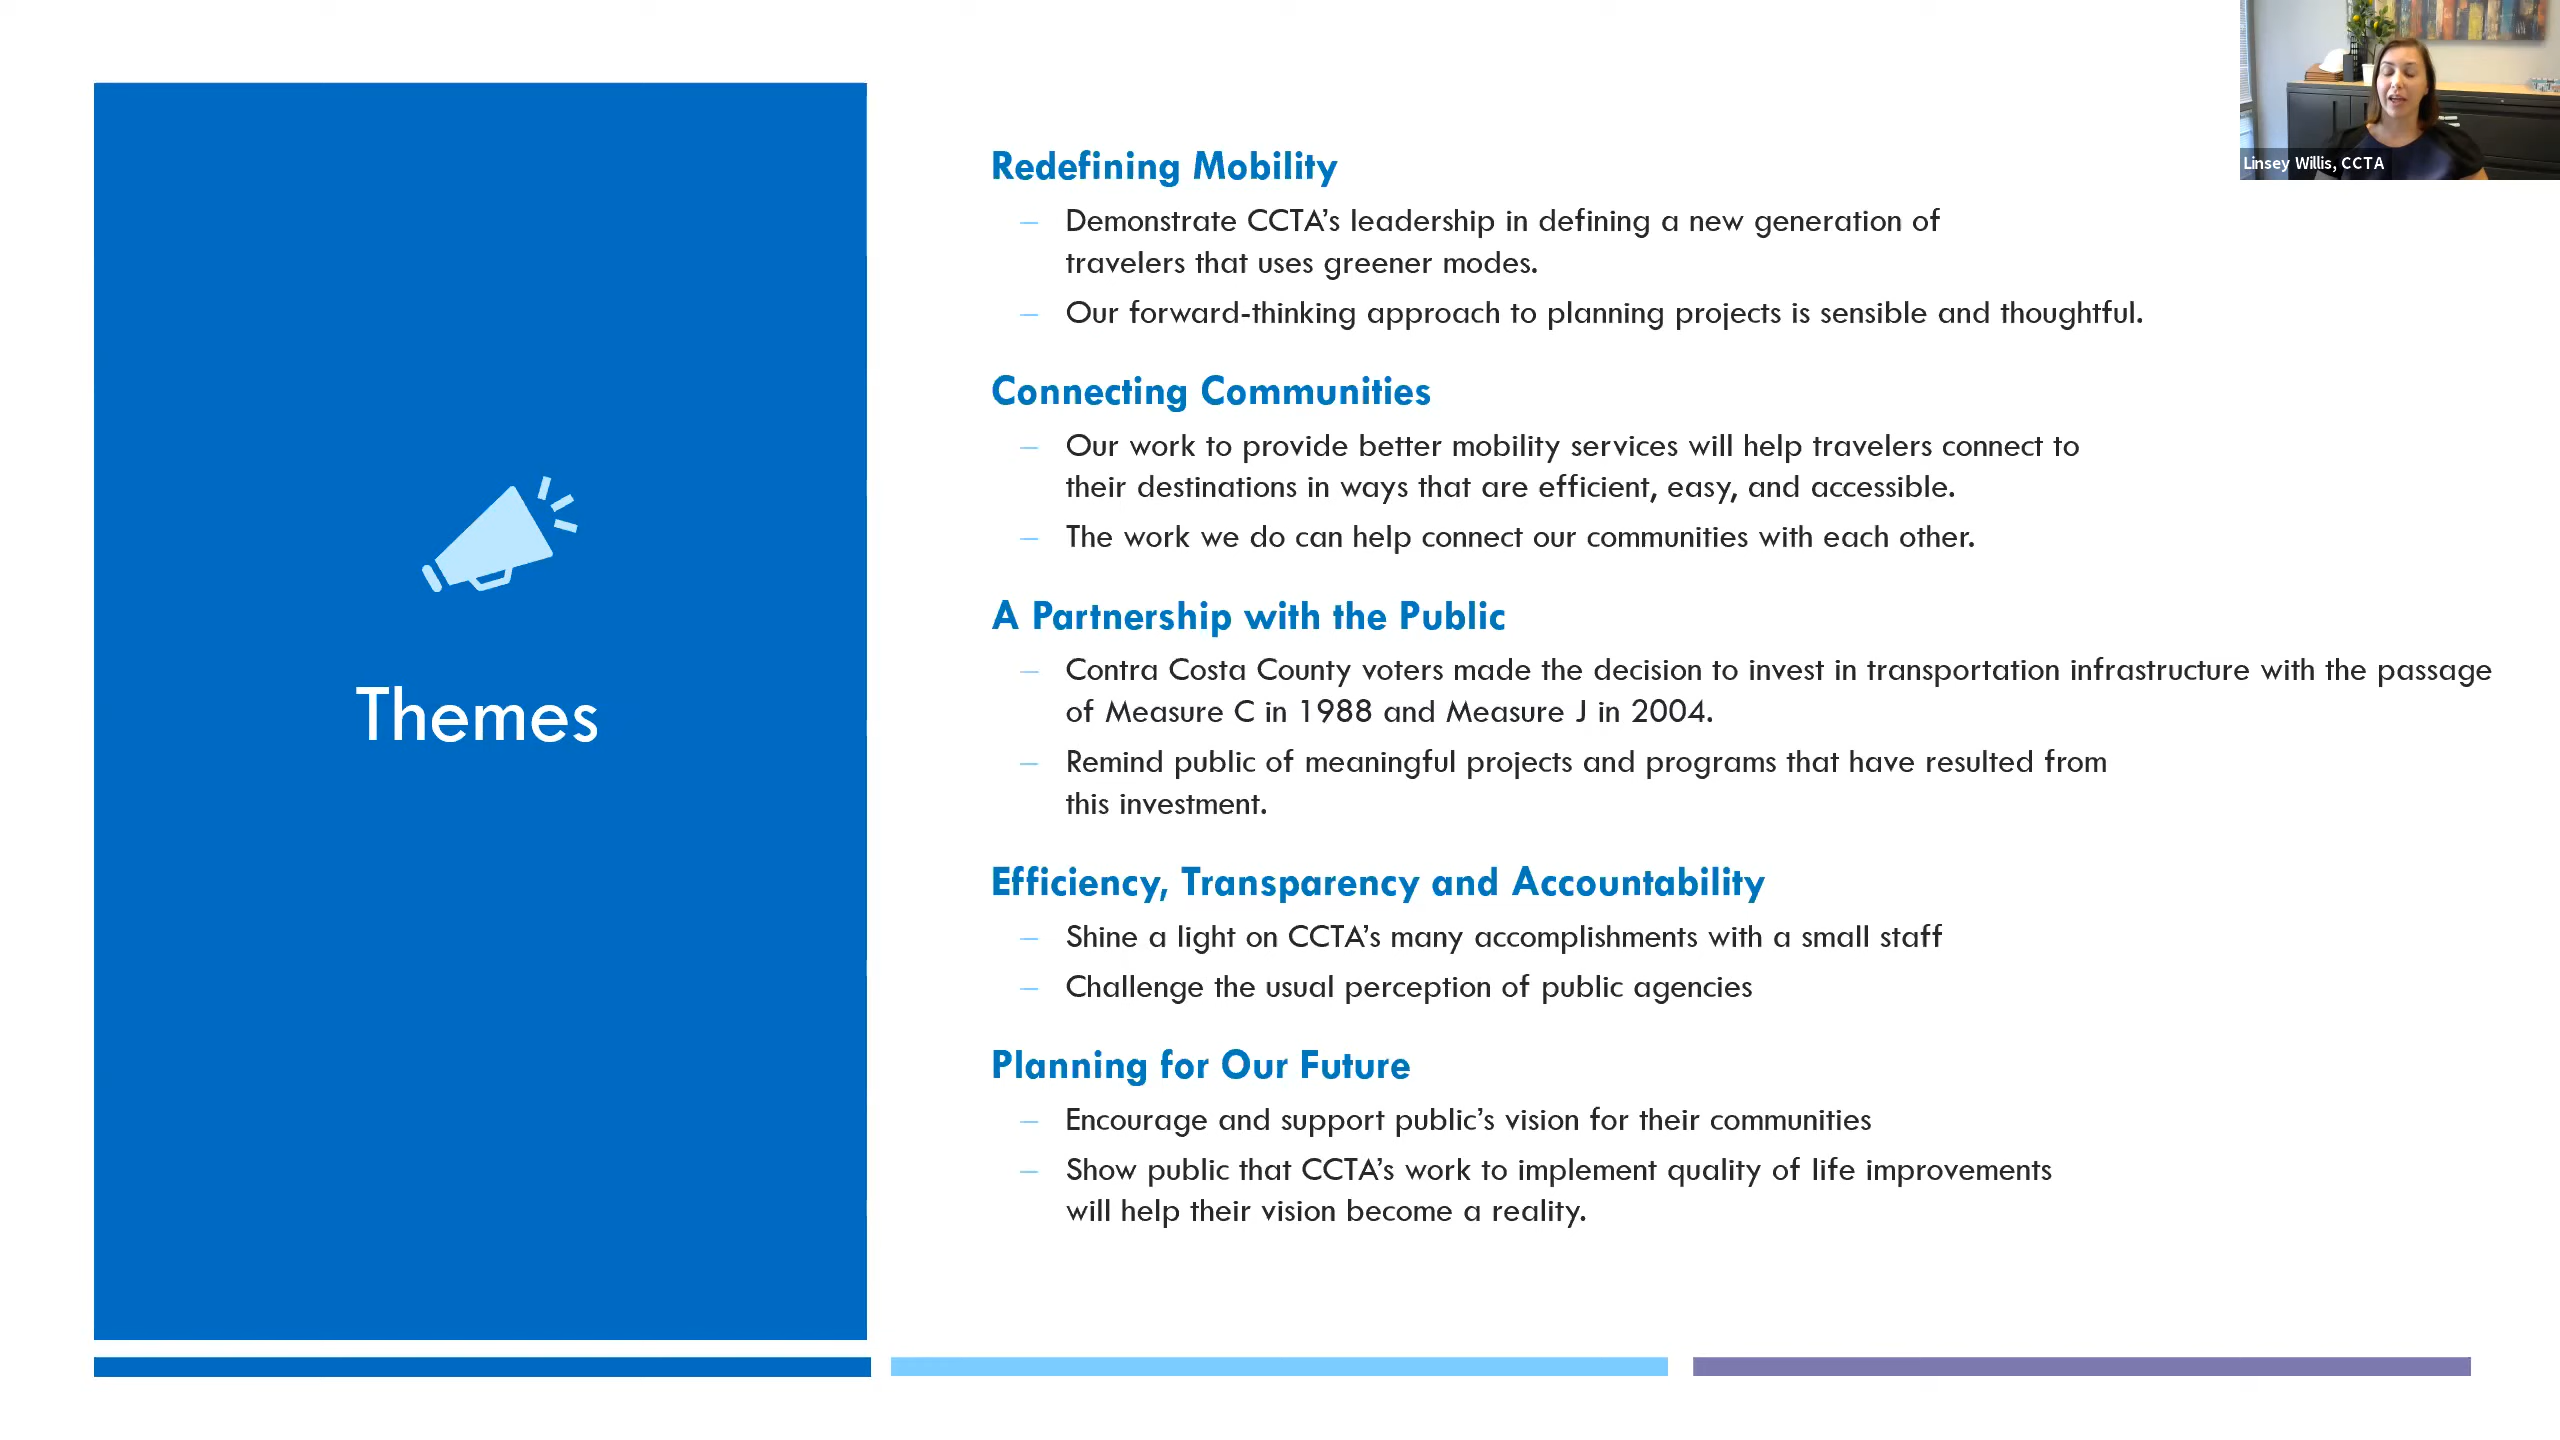 Themes
Redefining Mobility
– Demonstrate CCTA’s leadership in defining a new generation of
travelers that uses greener modes.
– Our forward-thinking approach to planning projects is sensible and thoughtful.
Connecting Communities
– Our work to provide better mobility services will help travelers connect to
their destinations in ways that are efficient, easy, and accessible.
– The work we do can help connect our communities with each other.
A Partnership with the Public
– Contra Costa County voters made the decision to invest in transportation infrastructure with the passage
of Measure C in 1988 and Measure J in 2004.
– Remind public of meaningful projects and programs that have resulted from
this investment.
Efficiency, Transparency and Accountability
– Shine a light on CCTA’s many accomplishments with a small staff
– Challenge the usual perception of public agencies
Planning for Our Future
– Encourage and support public’s vision for their communities
– Show public that CCTA’s work to implement quality of life improvements
will help their vision become a reality.
Linsey Willis, CCTA